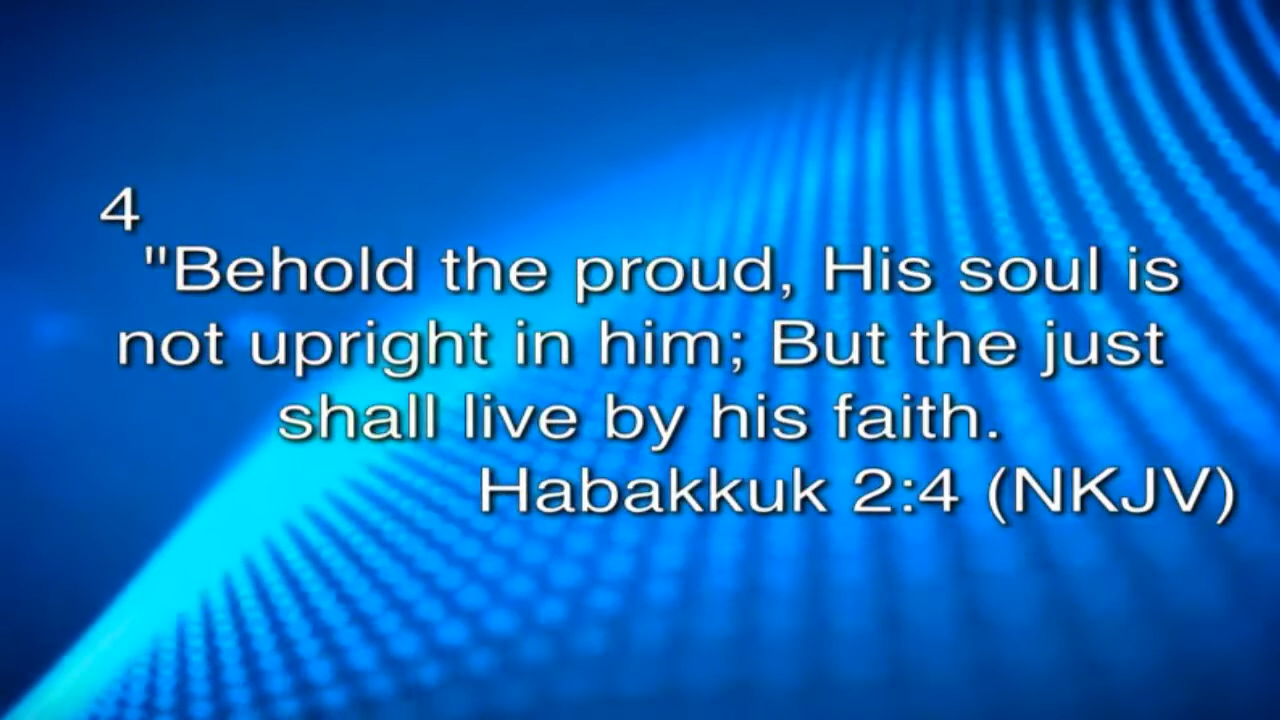 4
"Behold the proud, His soul is
not upright in him; But the just
shall live by his faith.
Habakkuk 2:4 (NKJV)